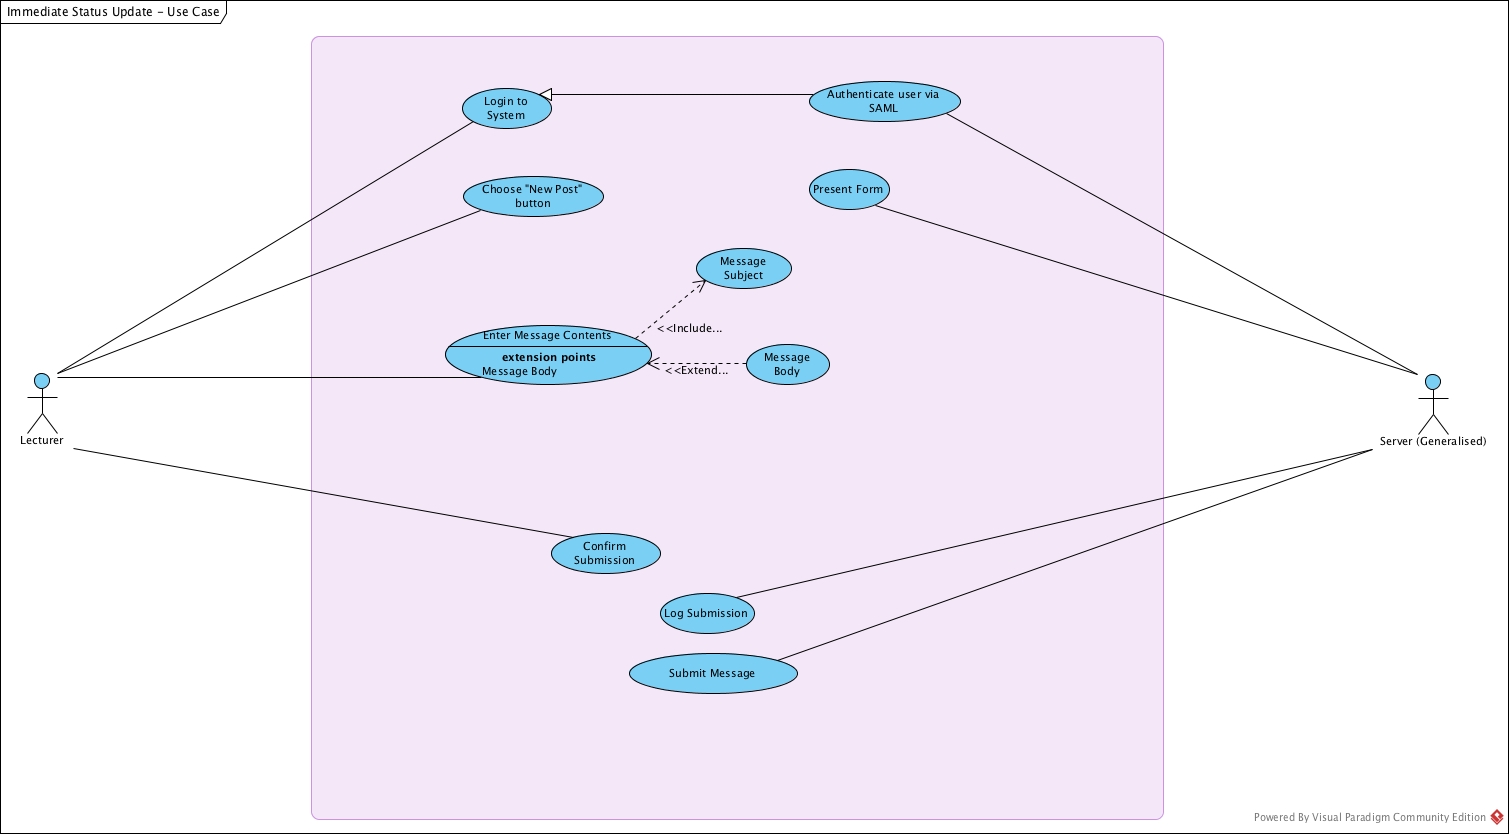 Immediate Status Update - Use Case
Login to
System
Authenticate user via
SAML
Choose "New Post"
button
Present Form
Message
Subject
<<Include...
Enter Message Contents
extension points
Message Body
<<Extend...
Message
Body
Lecturer
Server (Generalised)
Confirm
Submission
Log Submission
Submit Message
Powered By Visual Paradigm Community Edition